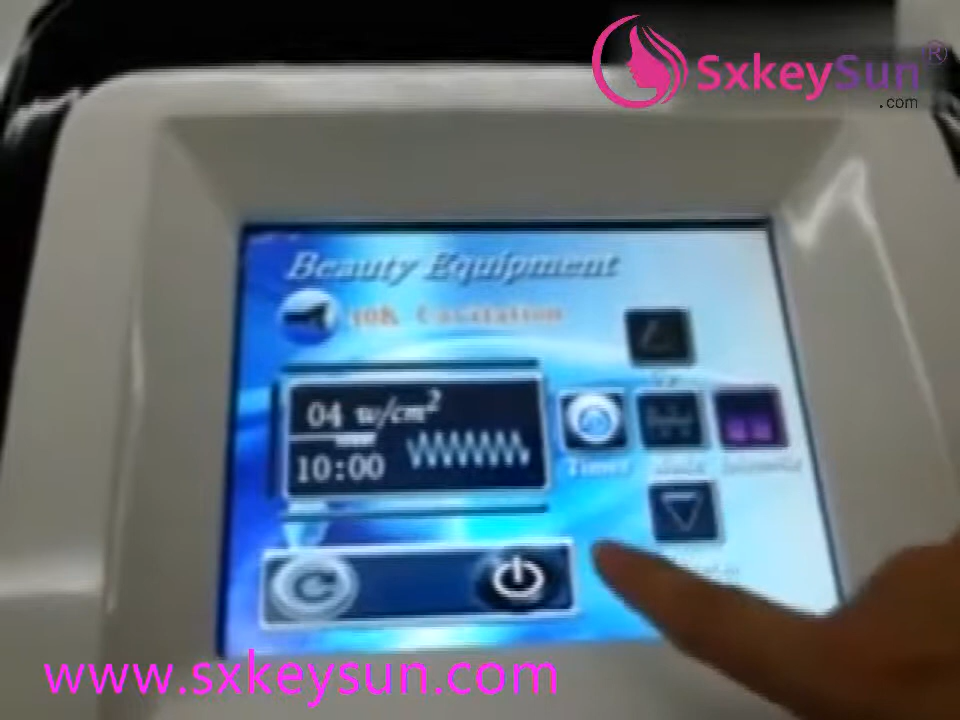 SxkeySun®
.com
Beauty Equipment
40K Cavitation
04 w/cm²
10:00
Timer
www.sxkeysun.com